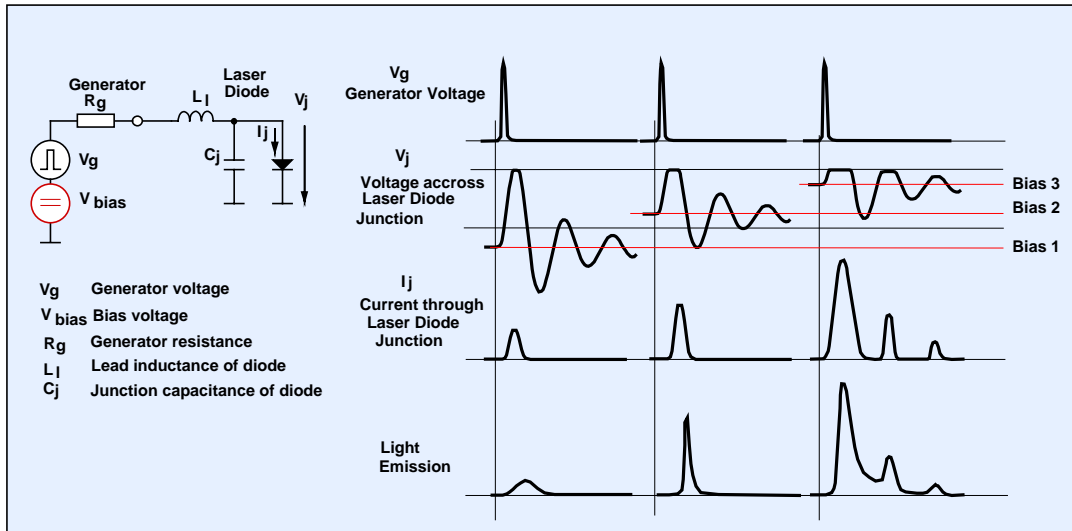 Generator
Rg
Ll
Laser
Diode
Vj
Ij
Cj
Vg
V bias
Vg Generator voltage
V bias Bias voltage
Rg Generator resistance
Ll Lead inductance of diode
Cj Junction capacitance of diode
Vg
Generator Voltage
Vj
Voltage accross
Laser Diode
Junction
Bias 3
Bias 2
Bias 1
Ij
Current through
Laser Diode
Junction
Light
Emission